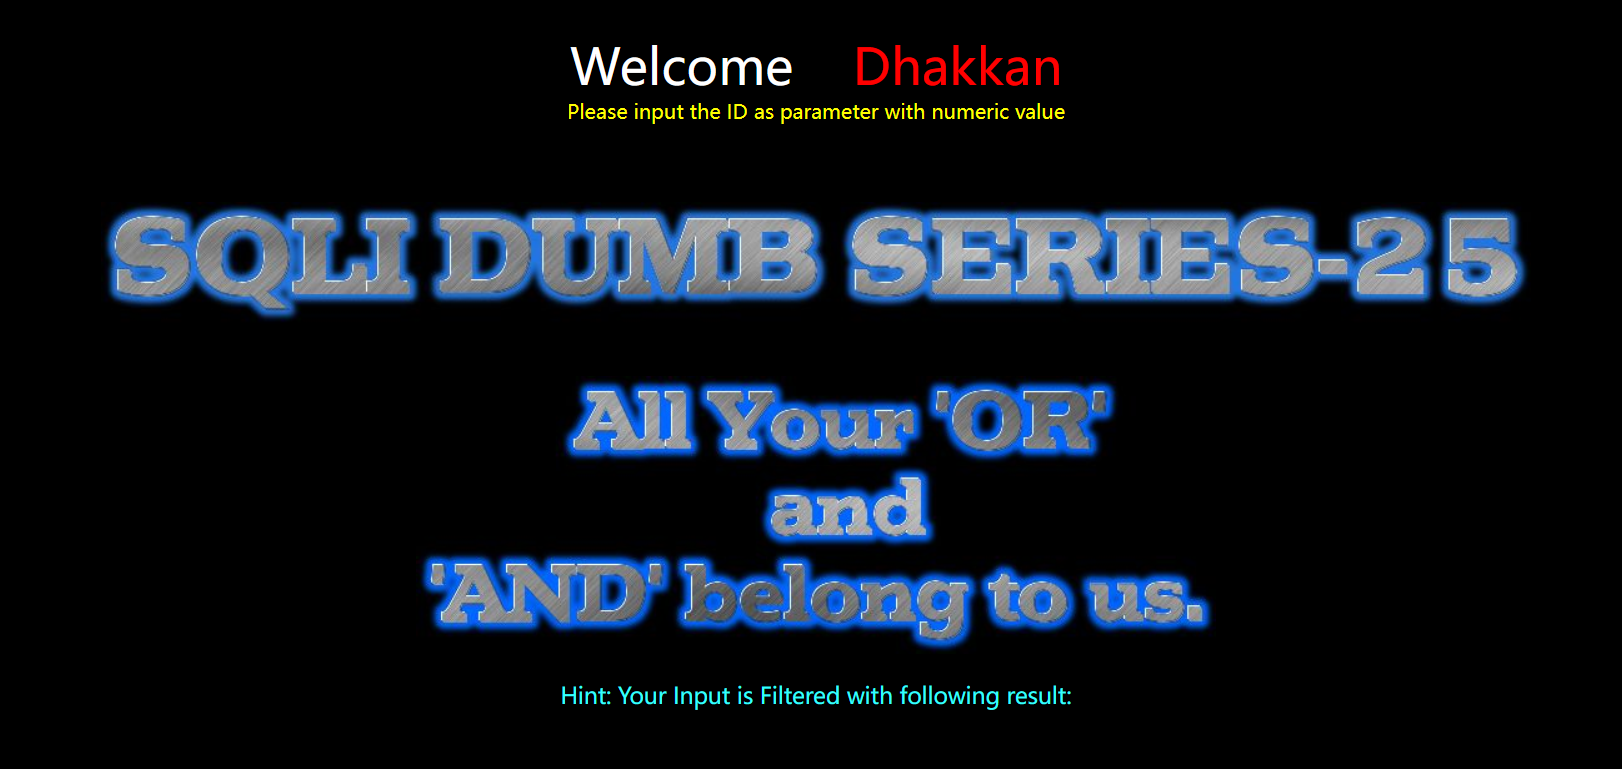 Welcome Dhakkan
Please input the ID as parameter with numeric value
SQLI DUMB SERIES-25
All Your 'OR'
and
'AND' belong to us.
Hint: Your Input is Filtered with following result: